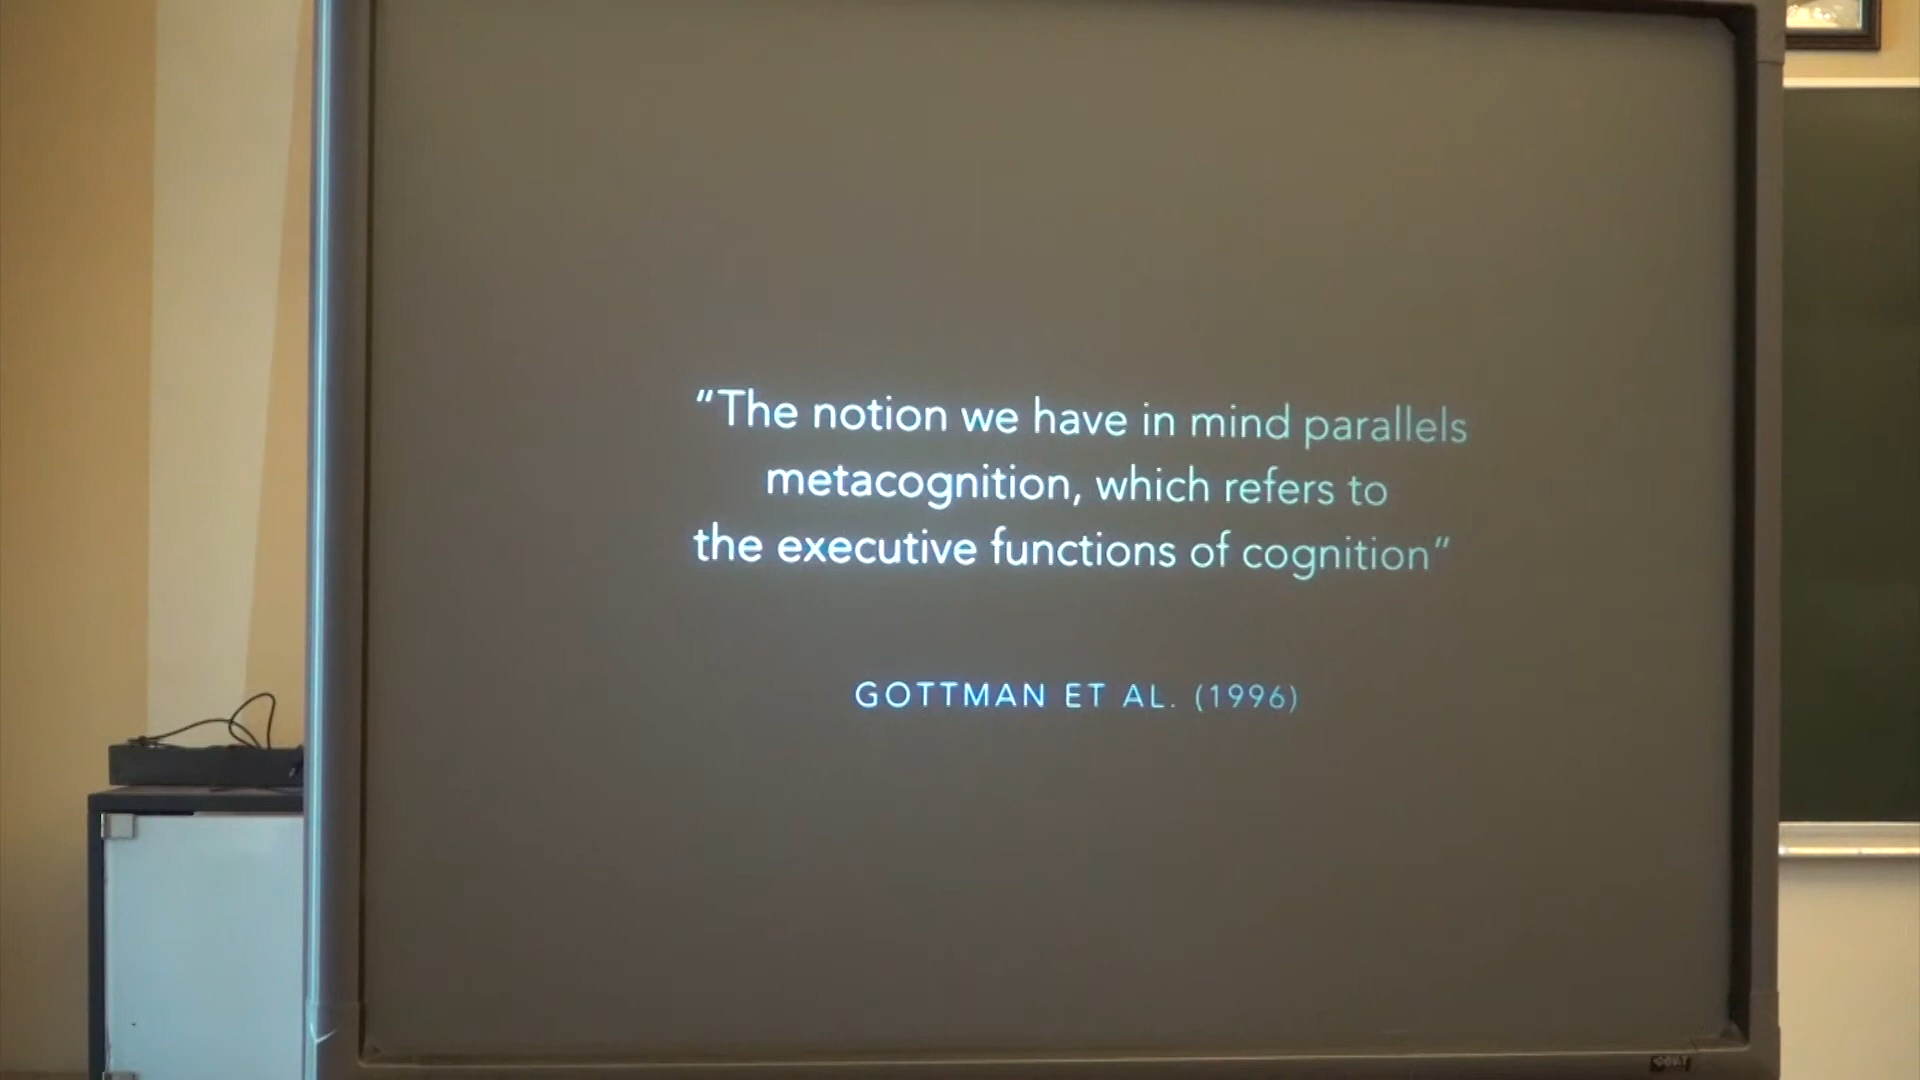 “The notion we have in mind parallels
metacognition, which refers to
the executive functions of cognition”
GOTTMAN ET AL. (1996)